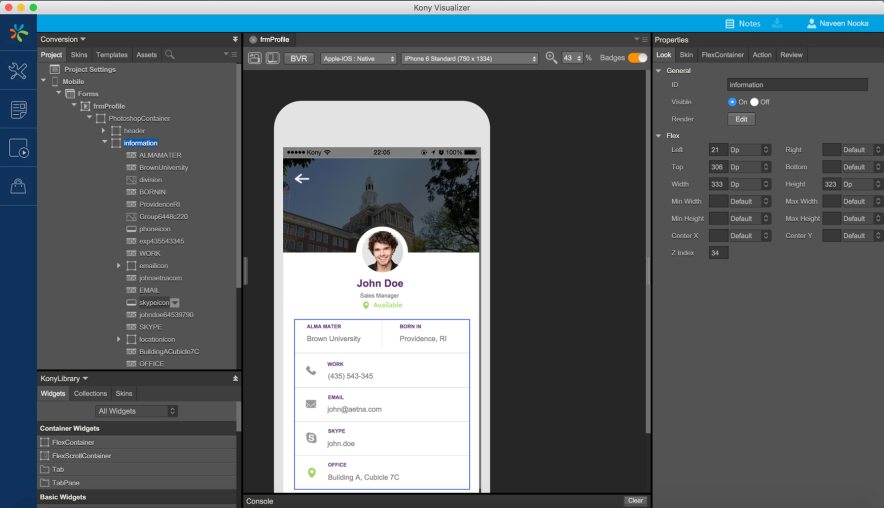 Kony Visualizer
Notes
Naveen Nooka
Conversion
frmProfile
Properties
Project Skins Templates Assets
BVR Apple-iOS : Native iPhone 6 Standard (750 x 1334) 43 % Badges
Look Skin FlexContainer Action Review
Project Settings
Mobile
Forms
frmProfile
PhotoshopContainer
header
information
ALMAMATER
BrownUniversity
division
BORNIN
ProvidenceRI
Group6448c220
phoneicon
exp435543345
WORK
emailicon
johnaetnacom
EMAIL
skypeicon
johndoe64539790
SKYPE
locationicon
BuildingACubicle7C
OFFICE
KonyLibrary
Widgets Collections Skins
All Widgets
Container Widgets
FlexContainer
FlexScrollContainer
Tab
TabPane
Basic Widgets
Kony 22:05 100%
John Doe
Sales Manager
Available
ALMA MATER BORN IN
Brown University Providence, RI
WORK
(435) 543-345
EMAIL
john@aetna.com
SKYPE
john.doe
OFFICE
Building A, Cubicle 7C
Console Clear
General
ID information
Visible On Off
Render Edit
Flex
Left 21 Dp Right Default
Top 306 Dp Bottom Default
Width 333 Dp Height 323 Dp
Min Width Default Max Width Default
Min Height Default Max Height Default
Center X Default Center Y Default
Z Index 34